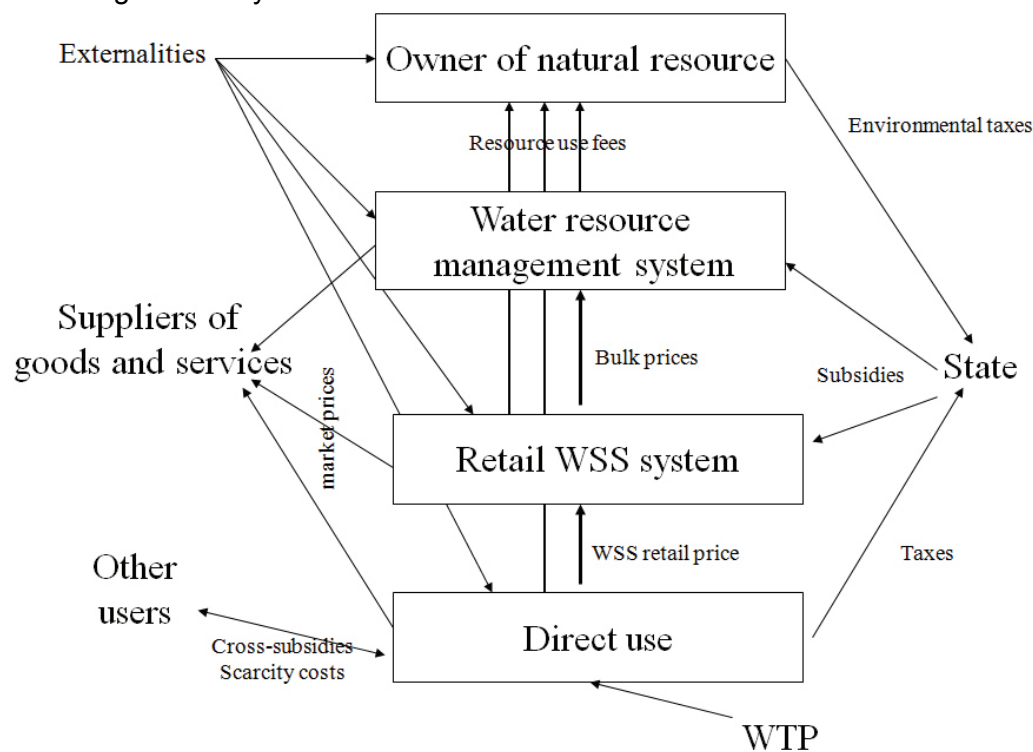 Externalities
Owner of natural resource
Environmental taxes
Resource use fees
Water resource
management system
Suppliers of
goods and services
Bulk prices
Subsidies
State
market prices
Retail WSS system
WSS retail price
Taxes
Other
users
Direct use
Cross-subsidies
Scarcity costs
WTP